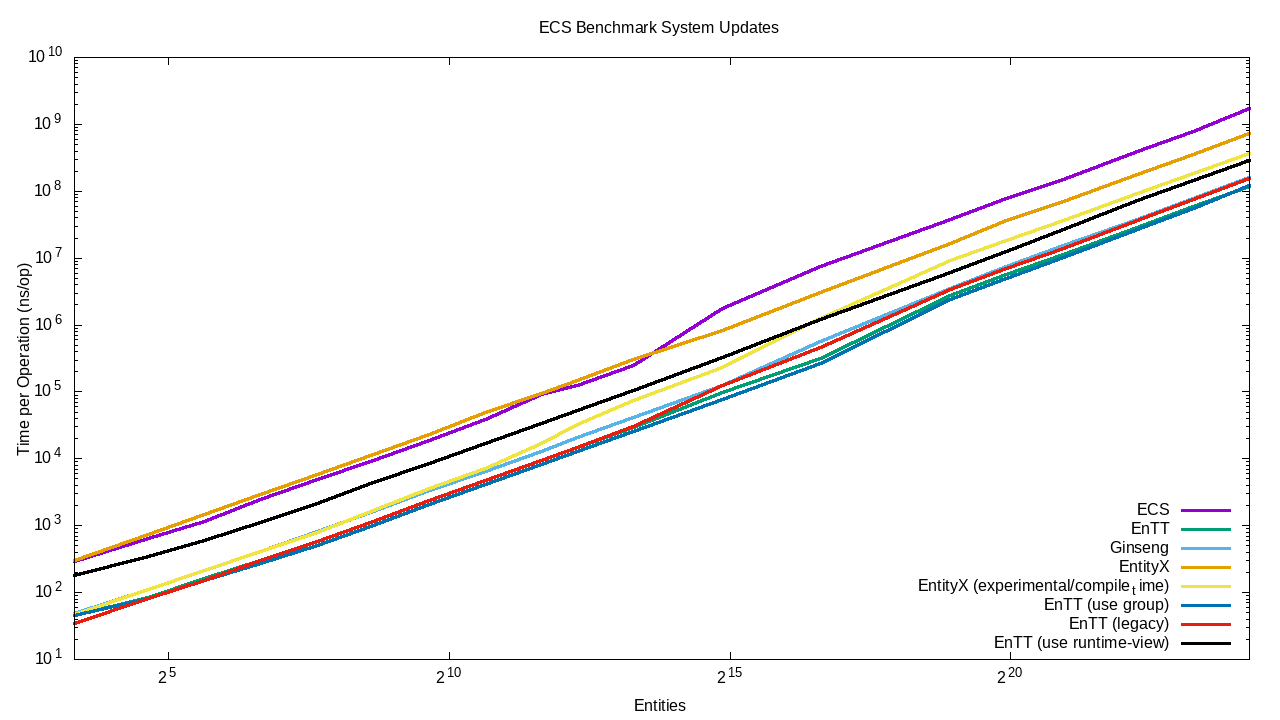 ECS Benchmark System Updates
10^10
10^9
10^8
10^7
10^6
10^5
10^4
10^3
10^2
10^1
Time per Operation (ns/op)
ECS
EnTT
Ginseng
EntityX
EntityX (experimental/compile_t ime)
EnTT (use group)
EnTT (legacy)
EnTT (use runtime-view)
2^5 2^10 2^15 2^20
Entities